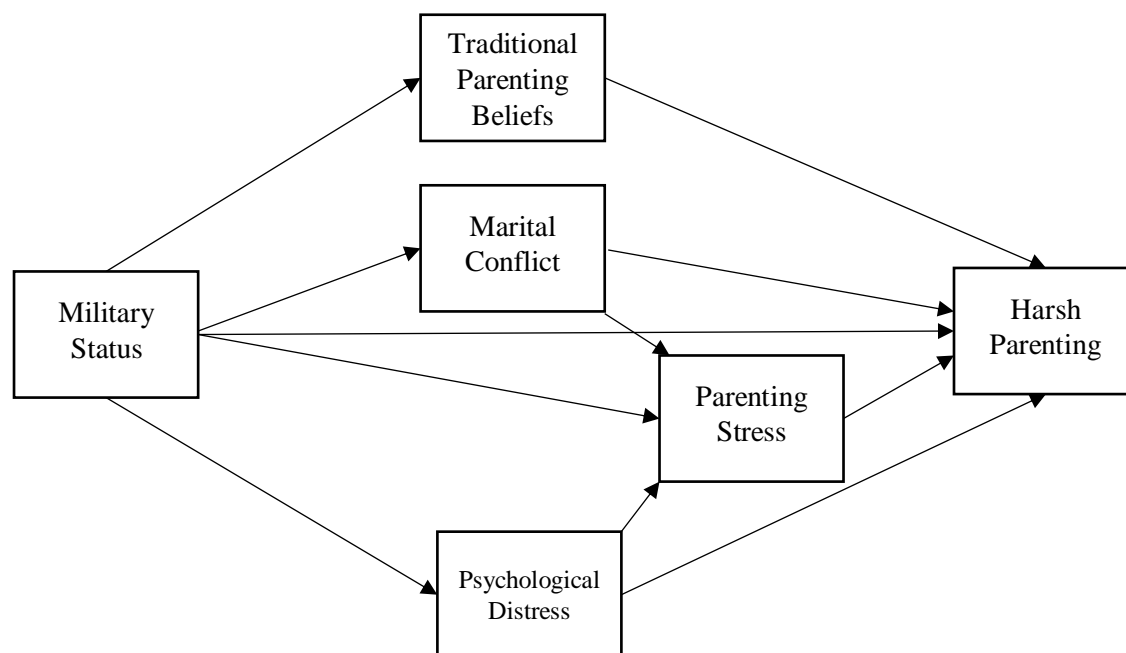 Traditional
Parenting
Beliefs
Marital
Conflict
Military
Status
Harsh
Parenting
Parenting
Stress
Psychological
Distress